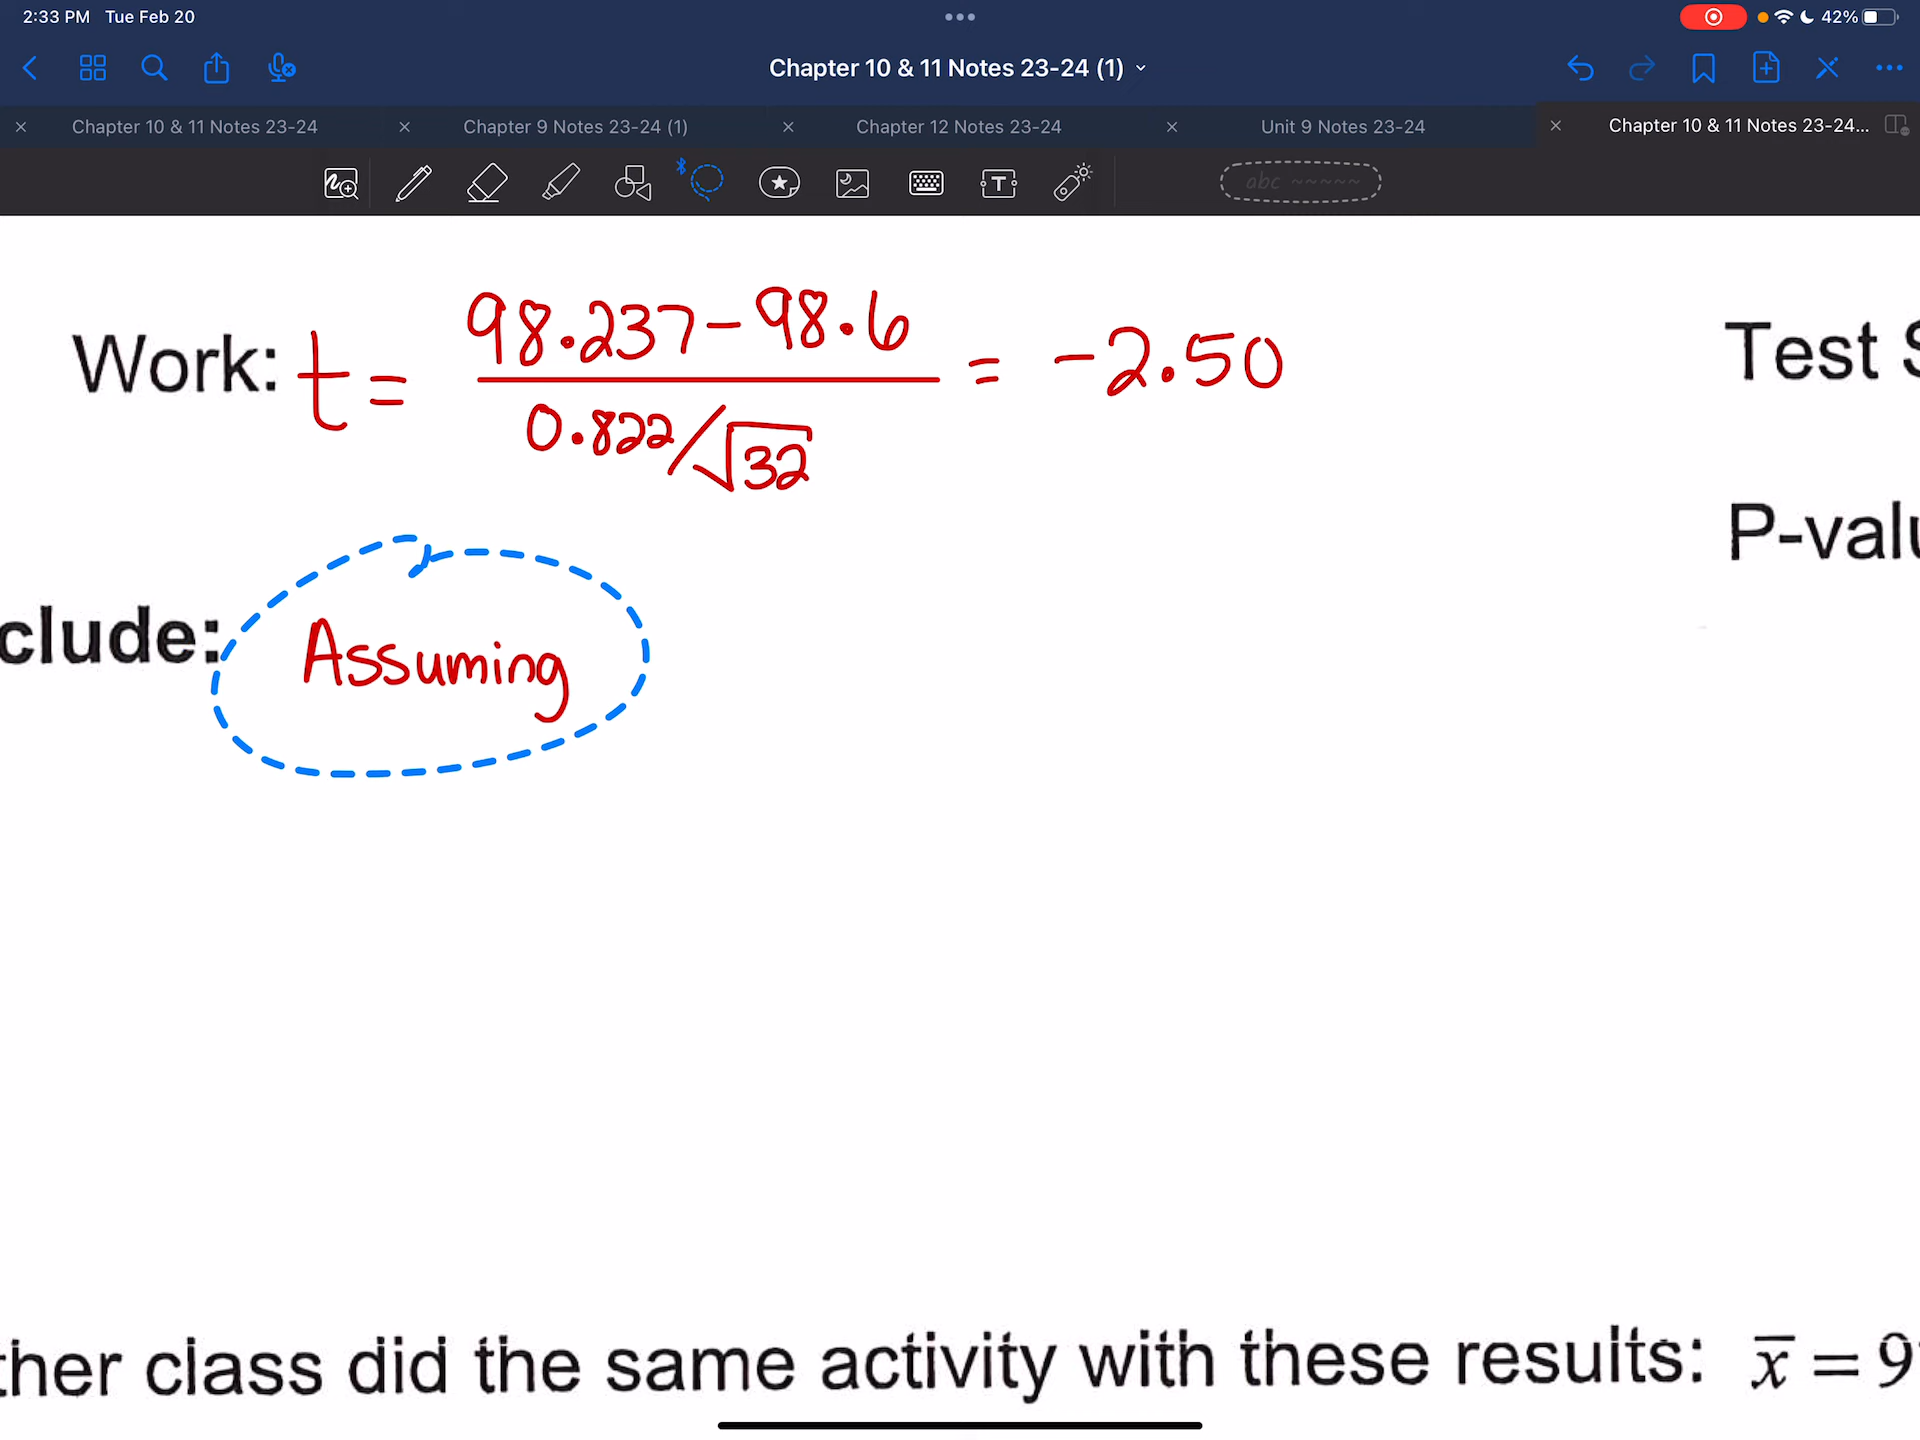 2:33 PM Tue Feb 20
42%
Chapter 10 & 11 Notes 23-24 (1)
Chapter 10 & 11 Notes 23-24
Chapter 9 Notes 23-24 (1)
Chapter 12 Notes 23-24
Unit 9 Notes 23-24
Chapter 10 & 11 Notes 23-24...
abc
Work: t = (98.237 - 98.6) / (0.822/√32) = -2.50
Test S
P-valu
clude: Assuming
ther class did the same activity with these results: x̅ = 9